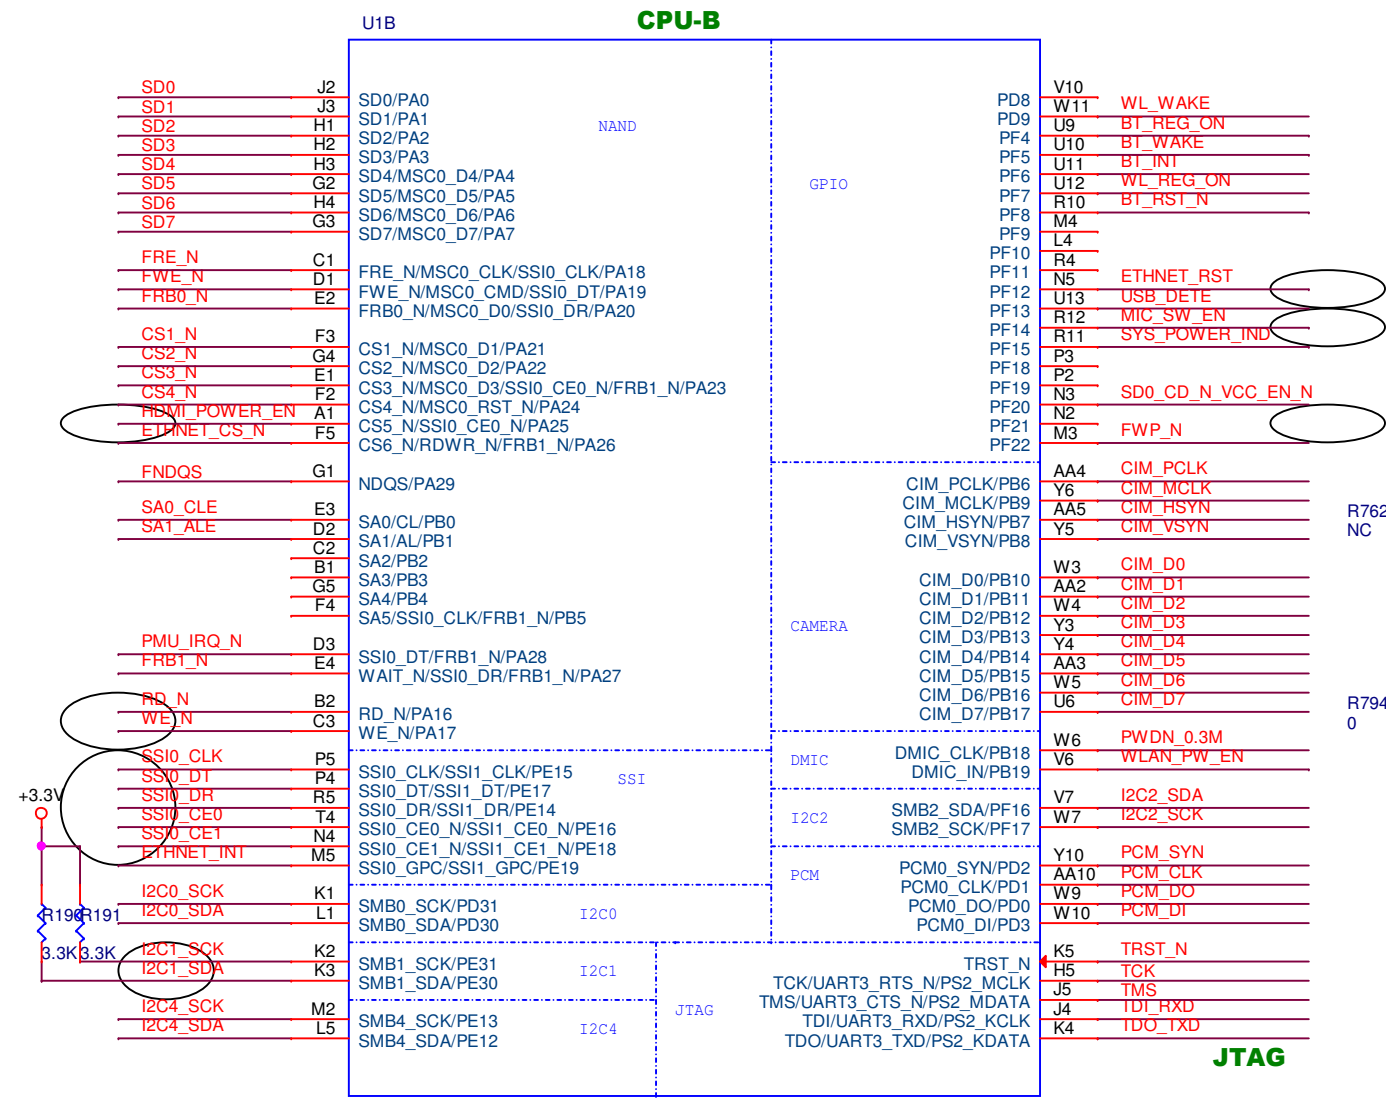 U1B
CPU-B
SD0 J2 SD0/PA0
SD1 J3 SD1/PA1
SD2 H1 SD2/PA2
SD3 H2 SD3/PA3
SD4 H3 SD4/MSC0_D4/PA4
SD5 G2 SD5/MSC0_D5/PA5
SD6 H4 SD6/MSC0_D6/PA6
SD7 G3 SD7/MSC0_D7/PA7
FRE_N C1 FRE_N/MSC0_CLK/SSI0_CLK/PA18
FWE_N D1 FWE_N/MSC0_CMD/SSI0_DT/PA19
FRB0_N E2 FRB0_N/MSC0_D0/SSI0_DR/PA20
CS1_N F3 CS1_N/MSC0_D1/PA21
CS2_N G4 CS2_N/MSC0_D2/PA22
CS3_N E1 CS3_N/MSC0_D3/SSI0_CE0_N/FRB1_N/PA23
CS4_N F2 CS4_N/MSC0_RST_N/PA24
HDMI_POWER_EN A1 CS5_N/SSI0_CE0_N/PA25
ETHNET_CS_N F5 CS6_N/RDWR_N/FRB1_N/PA26
FNDQS G1 NDQS/PA29
SA0_CLE E3 SA0/CL/PB0
SA1_ALE D2 SA1/AL/PB1
C2 SA2/PB2
B1 SA3/PB3
G5 SA4/PB4
F4 SA5/SSI0_CLK/FRB1_N/PB5
PMU_IRQ_N D3 SSI0_DT/FRB1_N/PA28
FRB1_N E4 WAIT_N/SSI0_DR/FRB1_N/PA27
RD_N B2 RD_N/PA16
WE_N C3 WE_N/PA17
SSI0_CLK P5 SSI0_CLK/SSI1_CLK/PE15
SSI0_DT P4 SSI0_DT/SSI1_DT/PE17
SSI0_DR R5 SSI0_DR/SSI1_DR/PE14
SSI0_CE0 T4 SSI0_CE0_N/SSI1_CE0_N/PE16
SSI0_CE1 N4 SSI0_CE1_N/SSI1_CE1_N/PE18
ETHNET_INT M5 SSI0_GPC/SSI1_GPC/PE19
+3.3V
I2C0_SCK K1 SMB0_SCK/PD31
I2C0_SDA L1 SMB0_SDA/PD30
R190 R191
3.3K 3.3K
I2C1_SCK K2 SMB1_SCK/PE31
I2C1_SDA K3 SMB1_SDA/PE30
I2C4_SCK M2 SMB4_SCK/PE13
I2C4_SDA L5 SMB4_SDA/PE12
NAND
SSI
I2C0
I2C1
I2C4
JTAG
GPIO
CAMERA
DMIC
I2C2
PCM
PD8 V10
PD9 W11 WL_WAKE
PF4 U9 BT_REG_ON
PF5 U10 BT_WAKE
PF6 U11 BT_INT
PF7 U12 WL_REG_ON
PF8 R10 BT_RST_N
PF9 M4
PF10 L4
PF11 R4
PF12 N5 ETHNET_RST
PF13 U13 USB_DETE
PF14 R12 MIC_SW_EN
PF15 R11 SYS_POWER_IND
PF18 P3
PF19 P2
PF20 N3 SD0_CD_N_VCC_EN_N
PF21 N2
PF22 M3 FWP_N
CIM_PCLK/PB6 AA4 CIM_PCLK
CIM_MCLK/PB9 Y6 CIM_MCLK
CIM_HSYN/PB7 AA5 CIM_HSYN
CIM_VSYN/PB8 Y5 CIM_VSYN
R762
NC
CIM_D0/PB10 W3 CIM_D0
CIM_D1/PB11 AA2 CIM_D1
CIM_D2/PB12 W4 CIM_D2
CIM_D3/PB13 Y3 CIM_D3
CIM_D4/PB14 Y4 CIM_D4
CIM_D5/PB15 AA3 CIM_D5
CIM_D6/PB16 W5 CIM_D6
CIM_D7/PB17 U6 CIM_D7
R794
0
DMIC_CLK/PB18 W6 PWDN_0.3M
DMIC_IN/PB19 V6 WLAN_PW_EN
SMB2_SDA/PF16 V7 I2C2_SDA
SMB2_SCK/PF17 W7 I2C2_SCK
PCM0_SYN/PD2 Y10 PCM_SYN
PCM0_CLK/PD1 AA10 PCM_CLK
PCM0_DO/PD0 W9 PCM_DO
PCM0_DI/PD3 W10 PCM_DI
TRST_N K5 TRST_N
TCK/UART3_RTS_N/PS2_MCLK H5 TCK
TMS/UART3_CTS_N/PS2_MDATA J5 TMS
TDI/UART3_RXD/PS2_KCLK J4 TDI_RXD
TDO/UART3_TXD/PS2_KDATA K4 TDO_TXD
JTAG